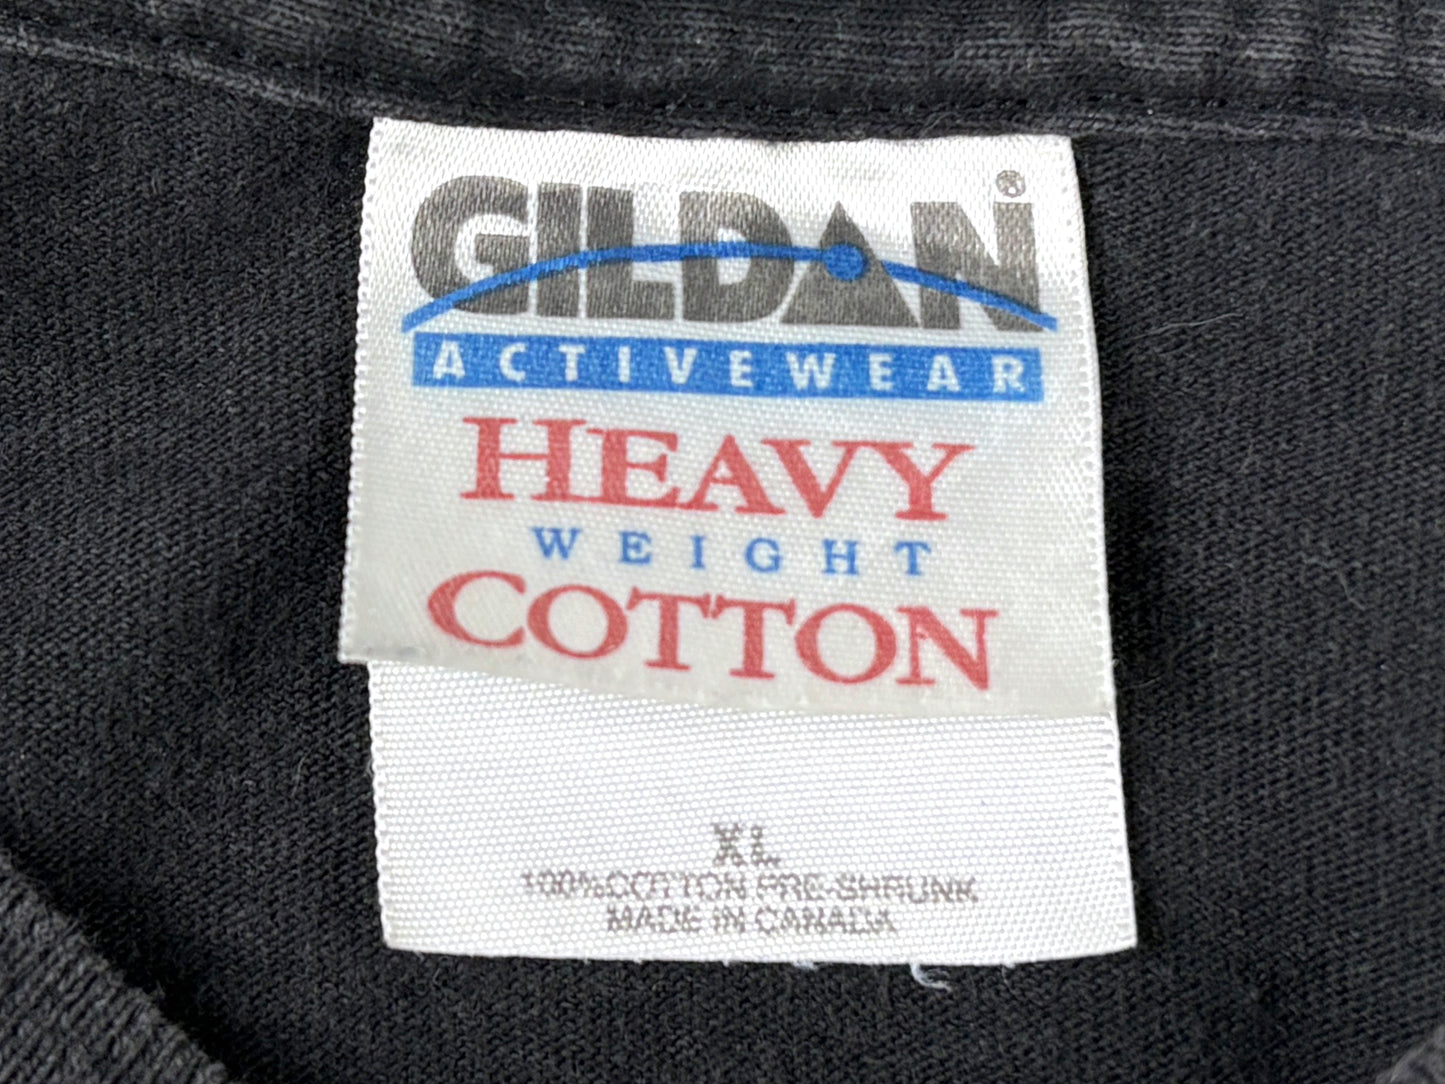 GILDAN®
ACTIVEWEAR
HEAVY
WEIGHT
COTTON
XL
100% COTTON PRE-SHRUNK
MADE IN CANADA